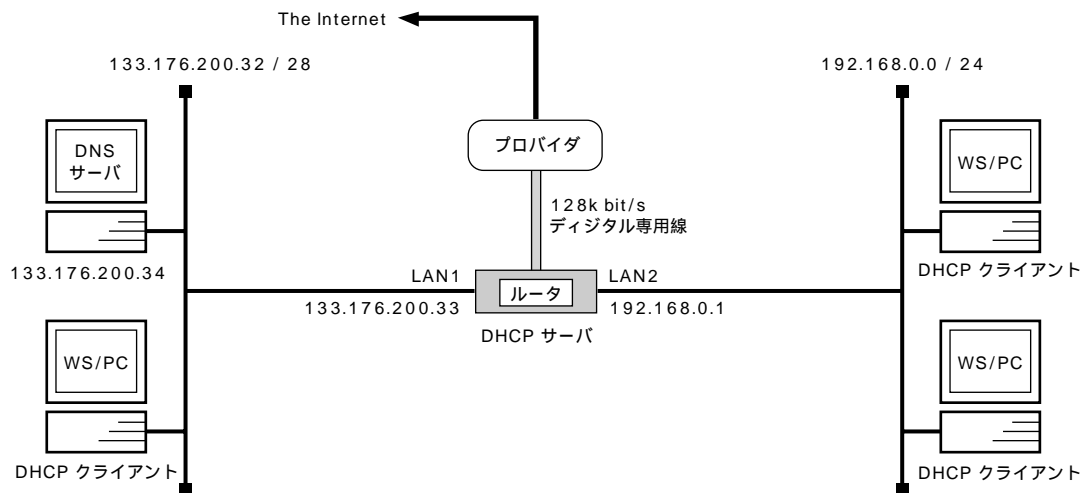 The Internet
133.176.200.32 / 28
192.168.0.0 / 24
プロバイダ
DNS
サーバ
WS/PC
128k bit/s
ディジタル専用線
133.176.200.34
DHCP クライアント
LAN1
ルータ
LAN2
133.176.200.33
192.168.0.1
DHCP サーバ
WS/PC
WS/PC
DHCP クライアント
DHCP クライアント